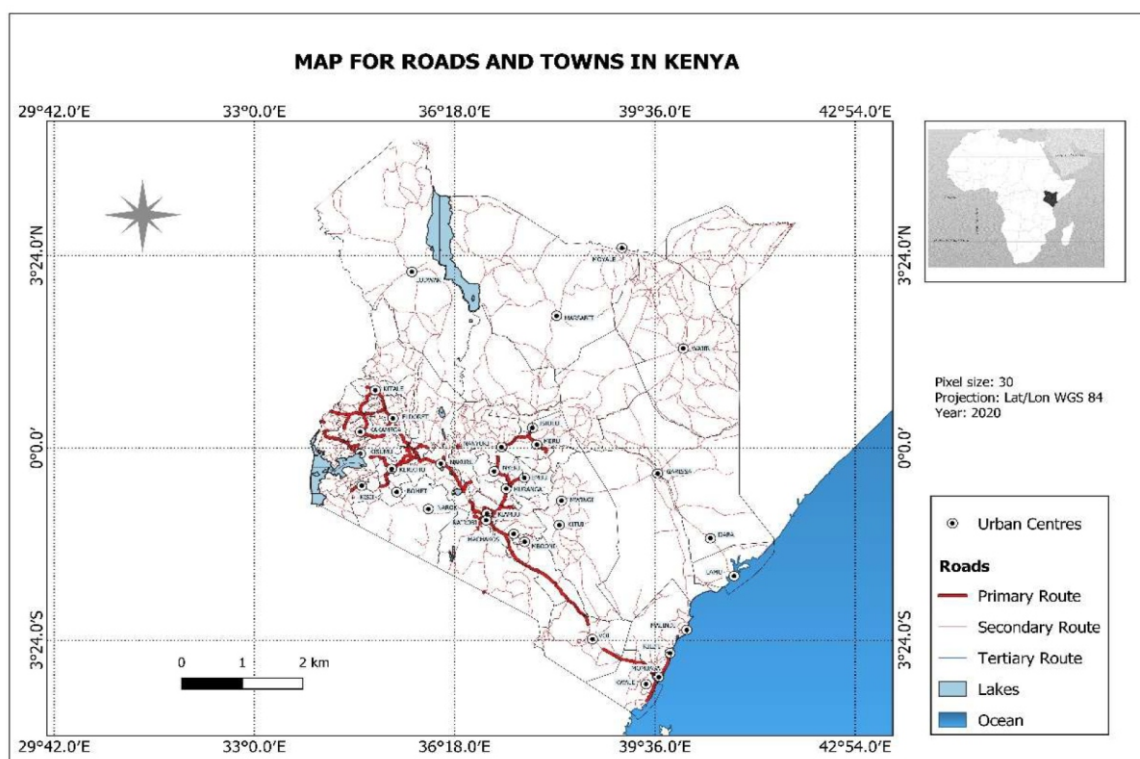 MAP FOR ROADS AND TOWNS IN KENYA
29°42.0'E 33°0.0'E 36°18.0'E 39°36.0'E 42°54.0'E
3°24.0'N 3°24.0'N
MOYALE
LODWAR
MARSABIT
WAJIR
Pixel size: 30
Projection: Lat/Lon WGS 84
Year: 2020
KITALE
ELDORET
KAKAMEGA
ISIOLO
0°0.0' 0°0.0'
NANYUKI
MERU
KISUMU
NAKURU
KERICHO
NYERI
EMBU
GARISSA
KISII
BOMET
MURANGA
MWINGI
NAROK
KIAMBU
NAIROBI
KITUI
Urban Centres
MACHAKOS
Roads
LAMU
Primary Route
Secondary Route
MALINDI
3°24.0'S 3°24.0'S
VOI
KILIFI
Tertiary Route
0 1 2 km
MOMBASA
KWALE
Lakes
Ocean
29°42.0'E 33°0.0'E 36°18.0'E 39°36.0'E 42°54.0'E